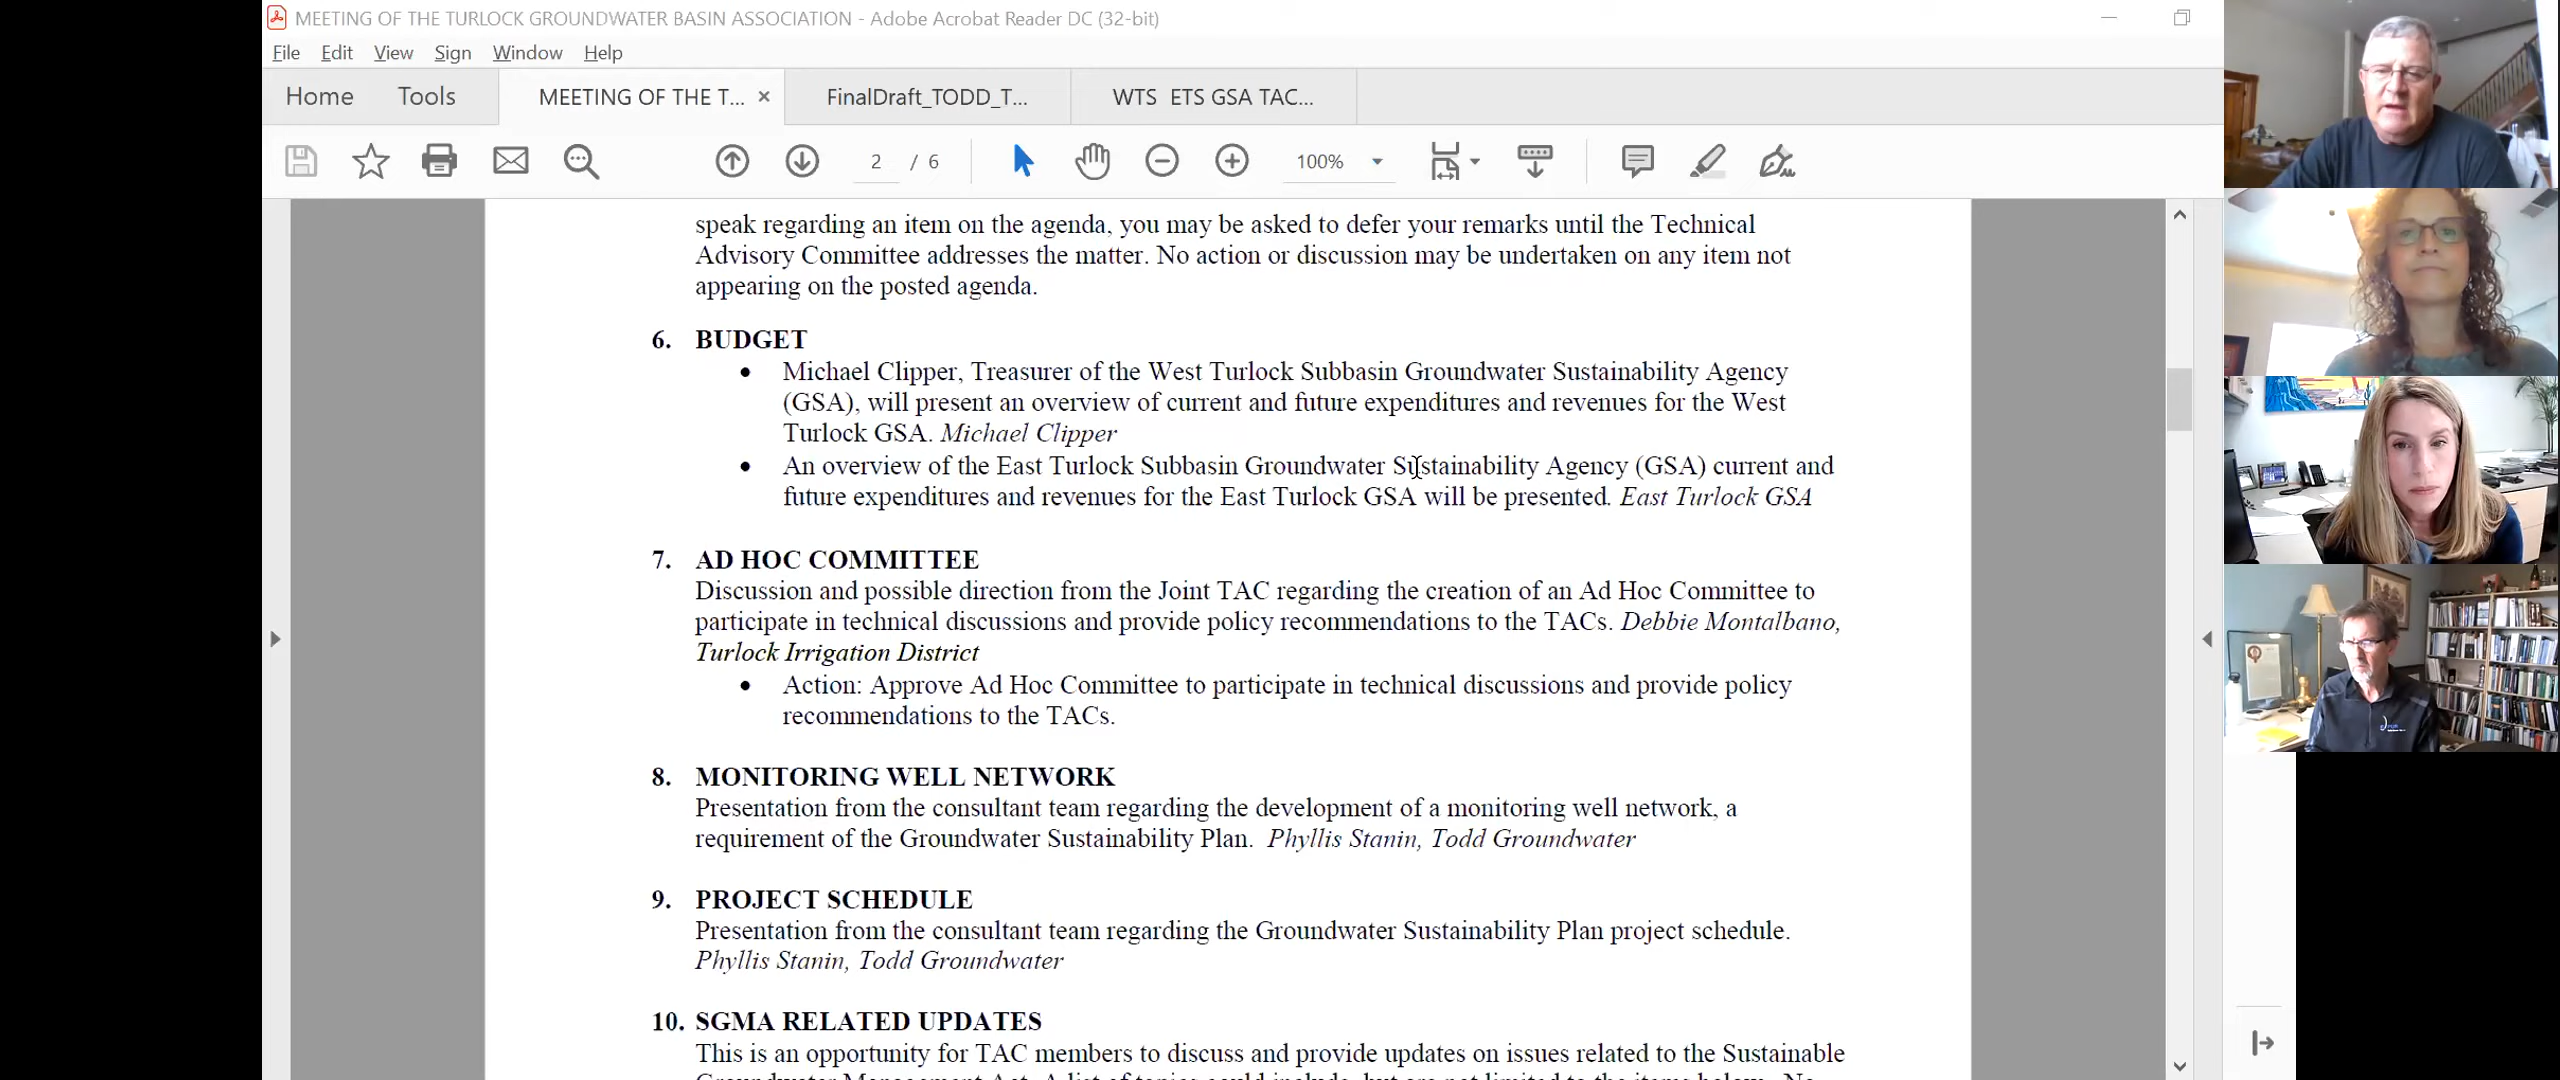 MEETING OF THE TURLOCK GROUNDWATER BASIN ASSOCIATION - Adobe Acrobat Reader DC (32-bit)
File Edit View Sign Window Help
Home Tools MEETING OF THE T... × FinalDraft_TODD_T... WTS ETS GSA TAC...
2 / 6 100%
speak regarding an item on the agenda, you may be asked to defer your remarks until the Technical
Advisory Committee addresses the matter. No action or discussion may be undertaken on any item not
appearing on the posted agenda.
6. BUDGET
• Michael Clipper, Treasurer of the West Turlock Subbasin Groundwater Sustainability Agency
(GSA), will present an overview of current and future expenditures and revenues for the West
Turlock GSA. Michael Clipper
• An overview of the East Turlock Subbasin Groundwater Sustainability Agency (GSA) current and
future expenditures and revenues for the East Turlock GSA will be presented. East Turlock GSA
7. AD HOC COMMITTEE
Discussion and possible direction from the Joint TAC regarding the creation of an Ad Hoc Committee to
participate in technical discussions and provide policy recommendations to the TACs. Debbie Montalbano,
Turlock Irrigation District
• Action: Approve Ad Hoc Committee to participate in technical discussions and provide policy
recommendations to the TACs.
8. MONITORING WELL NETWORK
Presentation from the consultant team regarding the development of a monitoring well network, a
requirement of the Groundwater Sustainability Plan. Phyllis Stanin, Todd Groundwater
9. PROJECT SCHEDULE
Presentation from the consultant team regarding the Groundwater Sustainability Plan project schedule.
Phyllis Stanin, Todd Groundwater
10. SGMA RELATED UPDATES
This is an opportunity for TAC members to discuss and provide updates on issues related to the Sustainable